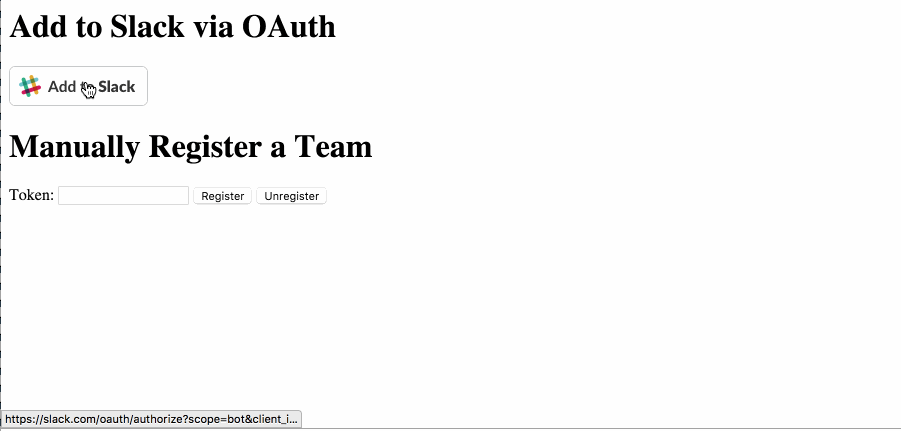 Add to Slack via OAuth
Add Slack
Manually Register a Team
Token: Register Unregister
https://slack.com/oauth/authorize?scope=bot&client_i...